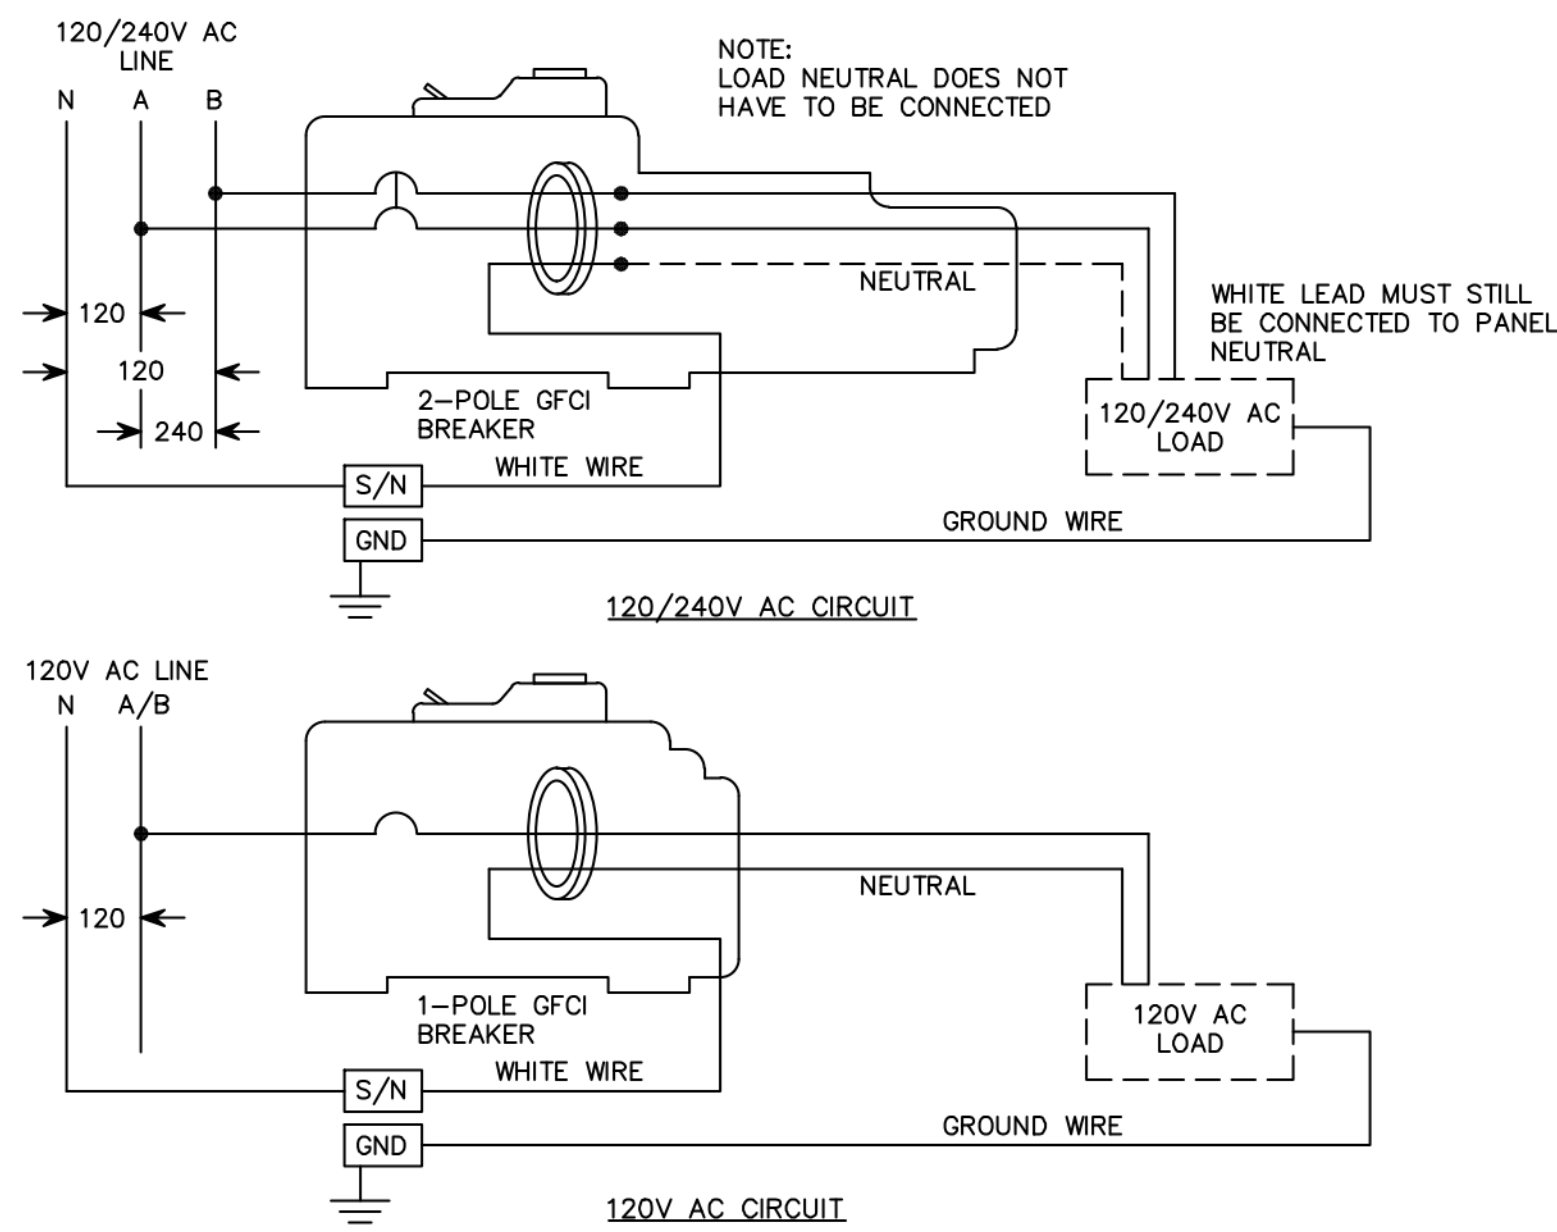 120/240V AC
LINE
N A B
NOTE:
LOAD NEUTRAL DOES NOT
HAVE TO BE CONNECTED
NEUTRAL
120
120
240
WHITE LEAD MUST STILL
BE CONNECTED TO PANEL
NEUTRAL
2-POLE GFCI
BREAKER
120/240V AC
LOAD
WHITE WIRE
S/N
GROUND WIRE
GND
120/240V AC CIRCUIT
120V AC LINE
N A/B
NEUTRAL
120
1-POLE GFCI
BREAKER
120V AC
LOAD
WHITE WIRE
S/N
GROUND WIRE
GND
120V AC CIRCUIT